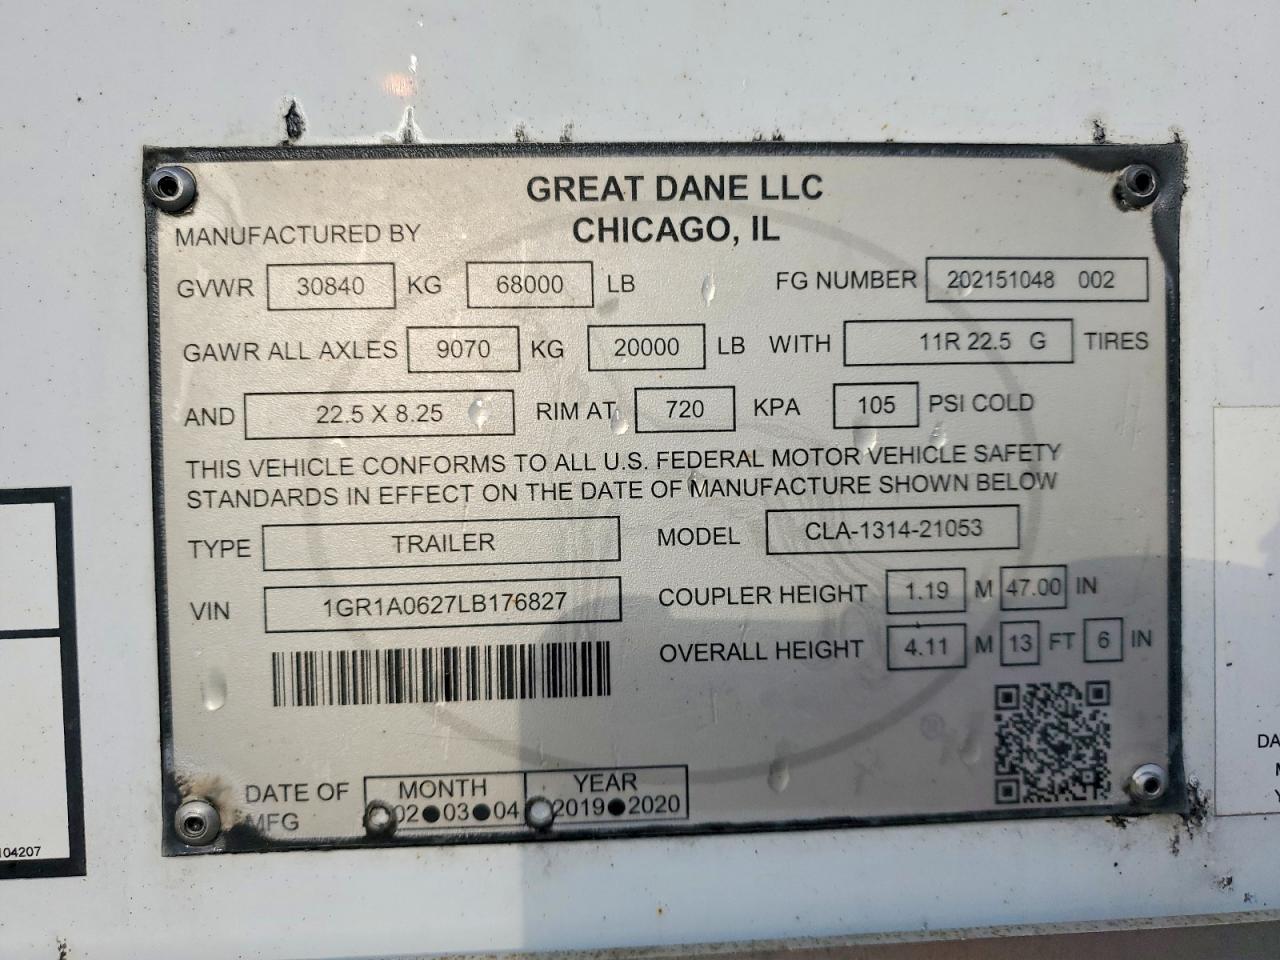 GREAT DANE LLC
MANUFACTURED BY CHICAGO, IL
GVWR 30840 KG 68000 LB FG NUMBER 202151048 002
GAWR ALL AXLES 9070 KG 20000 LB WITH 11R 22.5 G TIRES
AND 22.5 X 8.25 RIM AT 720 KPA 105 PSI COLD
THIS VEHICLE CONFORMS TO ALL U.S. FEDERAL MOTOR VEHICLE SAFETY
STANDARDS IN EFFECT ON THE DATE OF MANUFACTURE SHOWN BELOW
TYPE TRAILER MODEL CLA-1314-21053
VIN 1GR1A0627LB176827 COUPLER HEIGHT 1.19 M 47.00 IN
OVERALL HEIGHT 4.11 M 13 FT 6 IN
DATE OF MFG MONTH YEAR
02●03●04 2019●2020
104207
DA